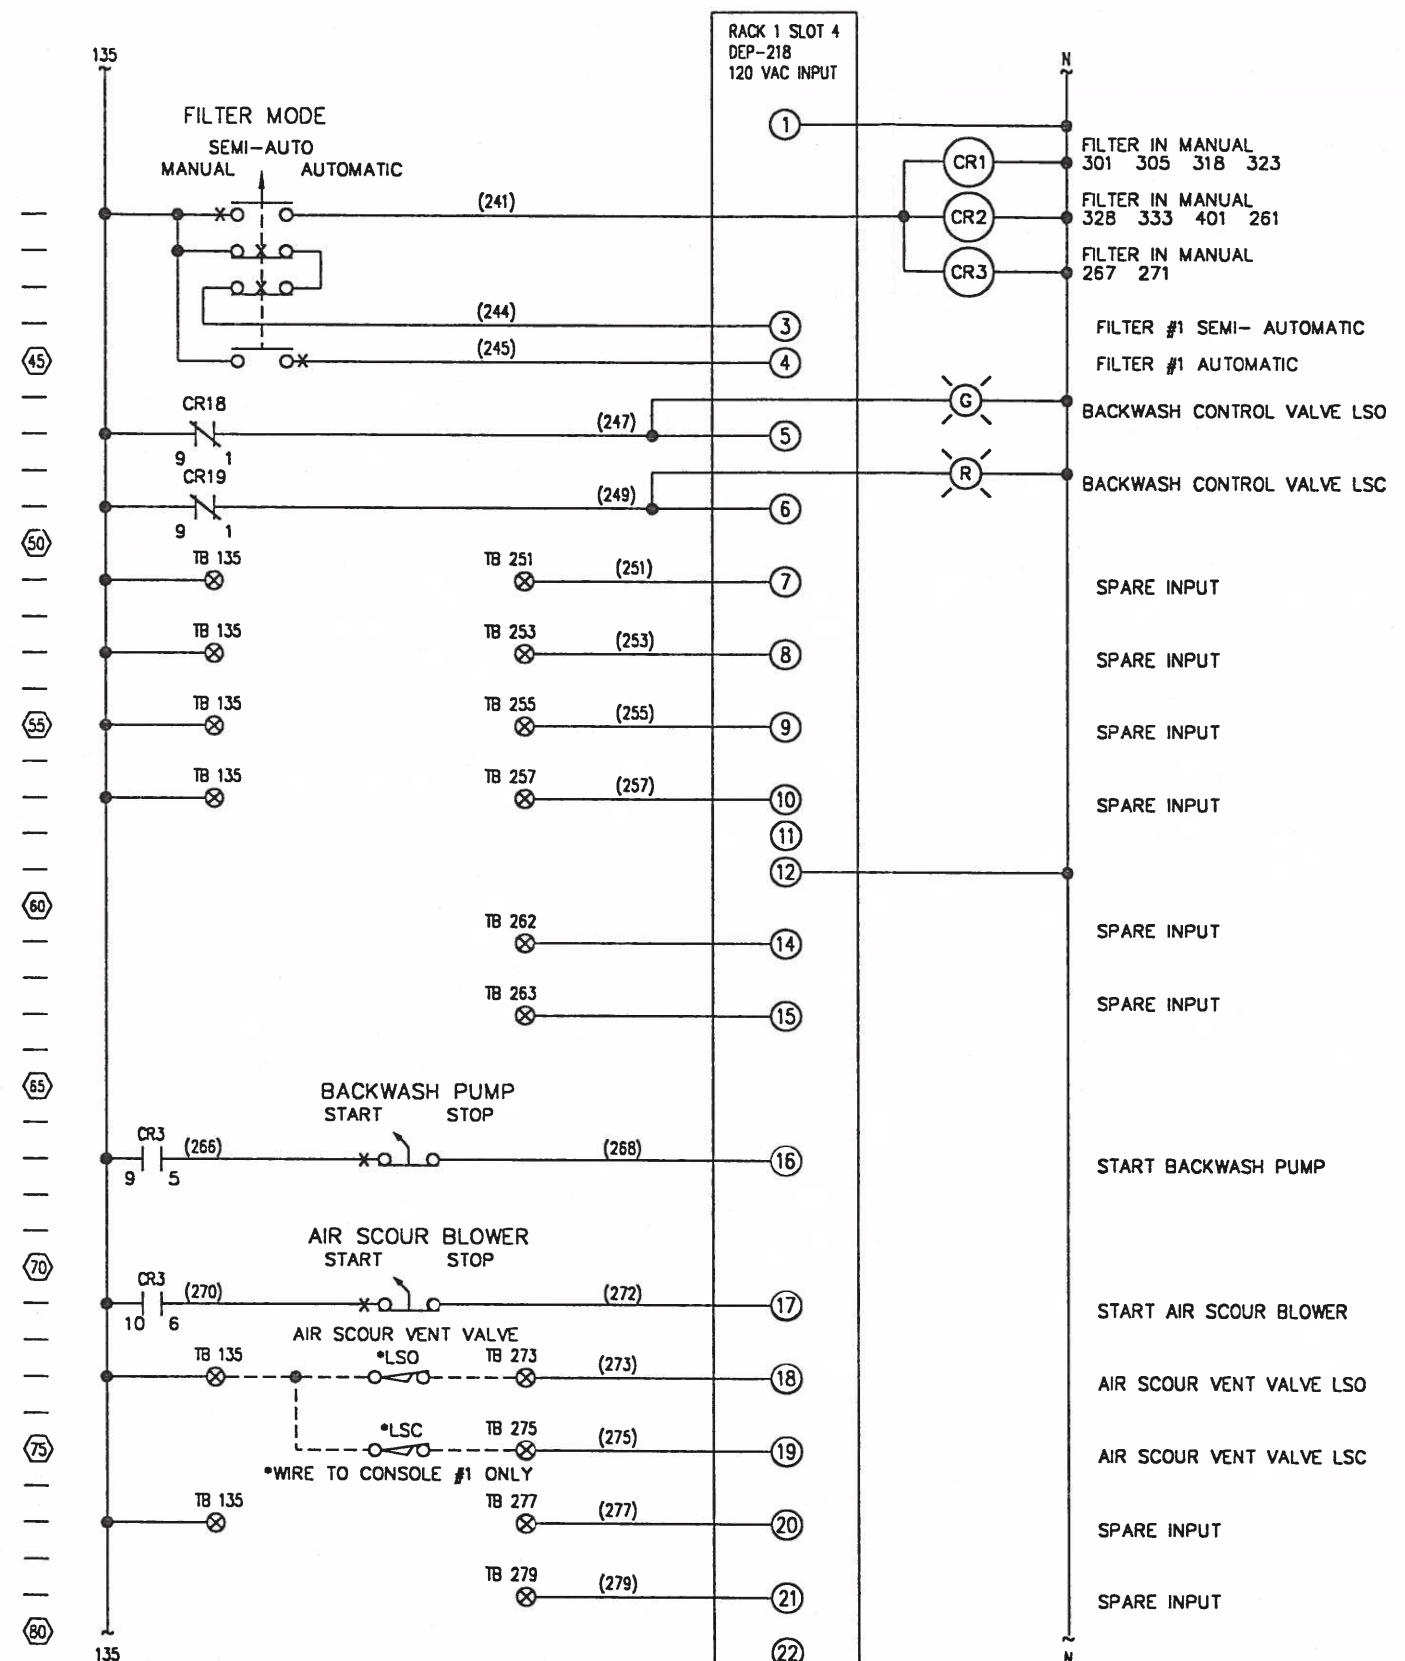 135
RACK 1 SLOT 4
DEP-218
120 VAC INPUT
N
FILTER MODE
SEMI-AUTO
MANUAL AUTOMATIC
1
CR1
FILTER IN MANUAL
301 305 318 323
(241)
CR2
FILTER IN MANUAL
328 333 401 261
CR3
FILTER IN MANUAL
267 271
(244)
3
FILTER #1 SEMI- AUTOMATIC
45
(245)
4
FILTER #1 AUTOMATIC
G
BACKWASH CONTROL VALVE LSO
CR18
9 1
(247)
5
R
BACKWASH CONTROL VALVE LSC
CR19
9 1
(249)
6
50
TB 135
TB 251
(251)
7
SPARE INPUT
TB 135
TB 253
(253)
8
SPARE INPUT
55
TB 135
TB 255
(255)
9
SPARE INPUT
TB 135
TB 257
(257)
10
SPARE INPUT
11
12
60
TB 262
14
SPARE INPUT
TB 263
15
SPARE INPUT
65
BACKWASH PUMP
START STOP
CR3
9 5
(266)
(268)
16
START BACKWASH PUMP
70
AIR SCOUR BLOWER
START STOP
CR3
10 6
(270)
(272)
17
START AIR SCOUR BLOWER
AIR SCOUR VENT VALVE
TB 135
*LSO
TB 273
(273)
18
AIR SCOUR VENT VALVE LSO
75
*LSC
TB 275
(275)
19
AIR SCOUR VENT VALVE LSC
*WIRE TO CONSOLE #1 ONLY
TB 135
TB 277
(277)
20
SPARE INPUT
TB 279
(279)
21
SPARE INPUT
80
135
22
N